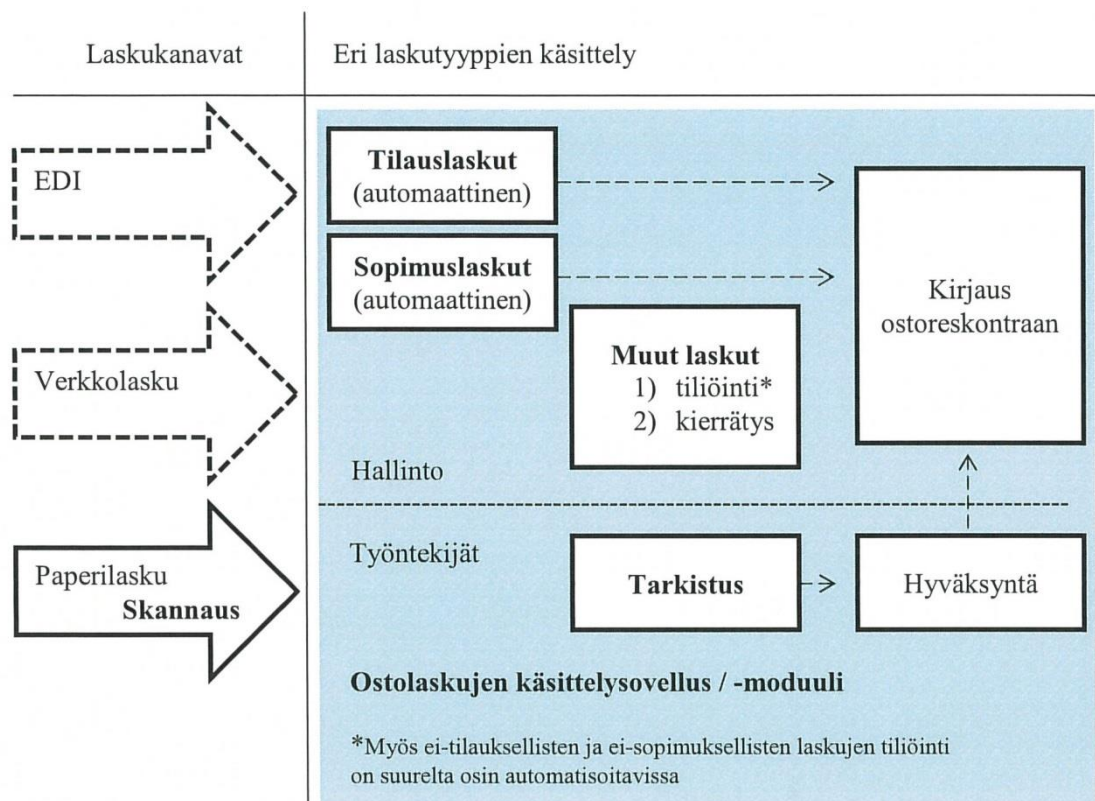 Laskukanavat
Eri laskutyyppien käsittely
EDI
Verkkolasku
Paperilasku
Skannaus
Tilauslaskut
(automaattinen)
Sopimuslaskut
(automaattinen)
Muut laskut
1) tiliöinti*
2) kierrätys
Kirjaus
ostoreskontraan
Hallinto
Työntekijät
Tarkistus
Hyväksyntä
Ostolaskujen käsittelysovellus / -moduuli
*Myös ei-tilauksellisten ja ei-sopimuksellisten laskujen tiliöinti
on suurelta osin automatisoitavissa